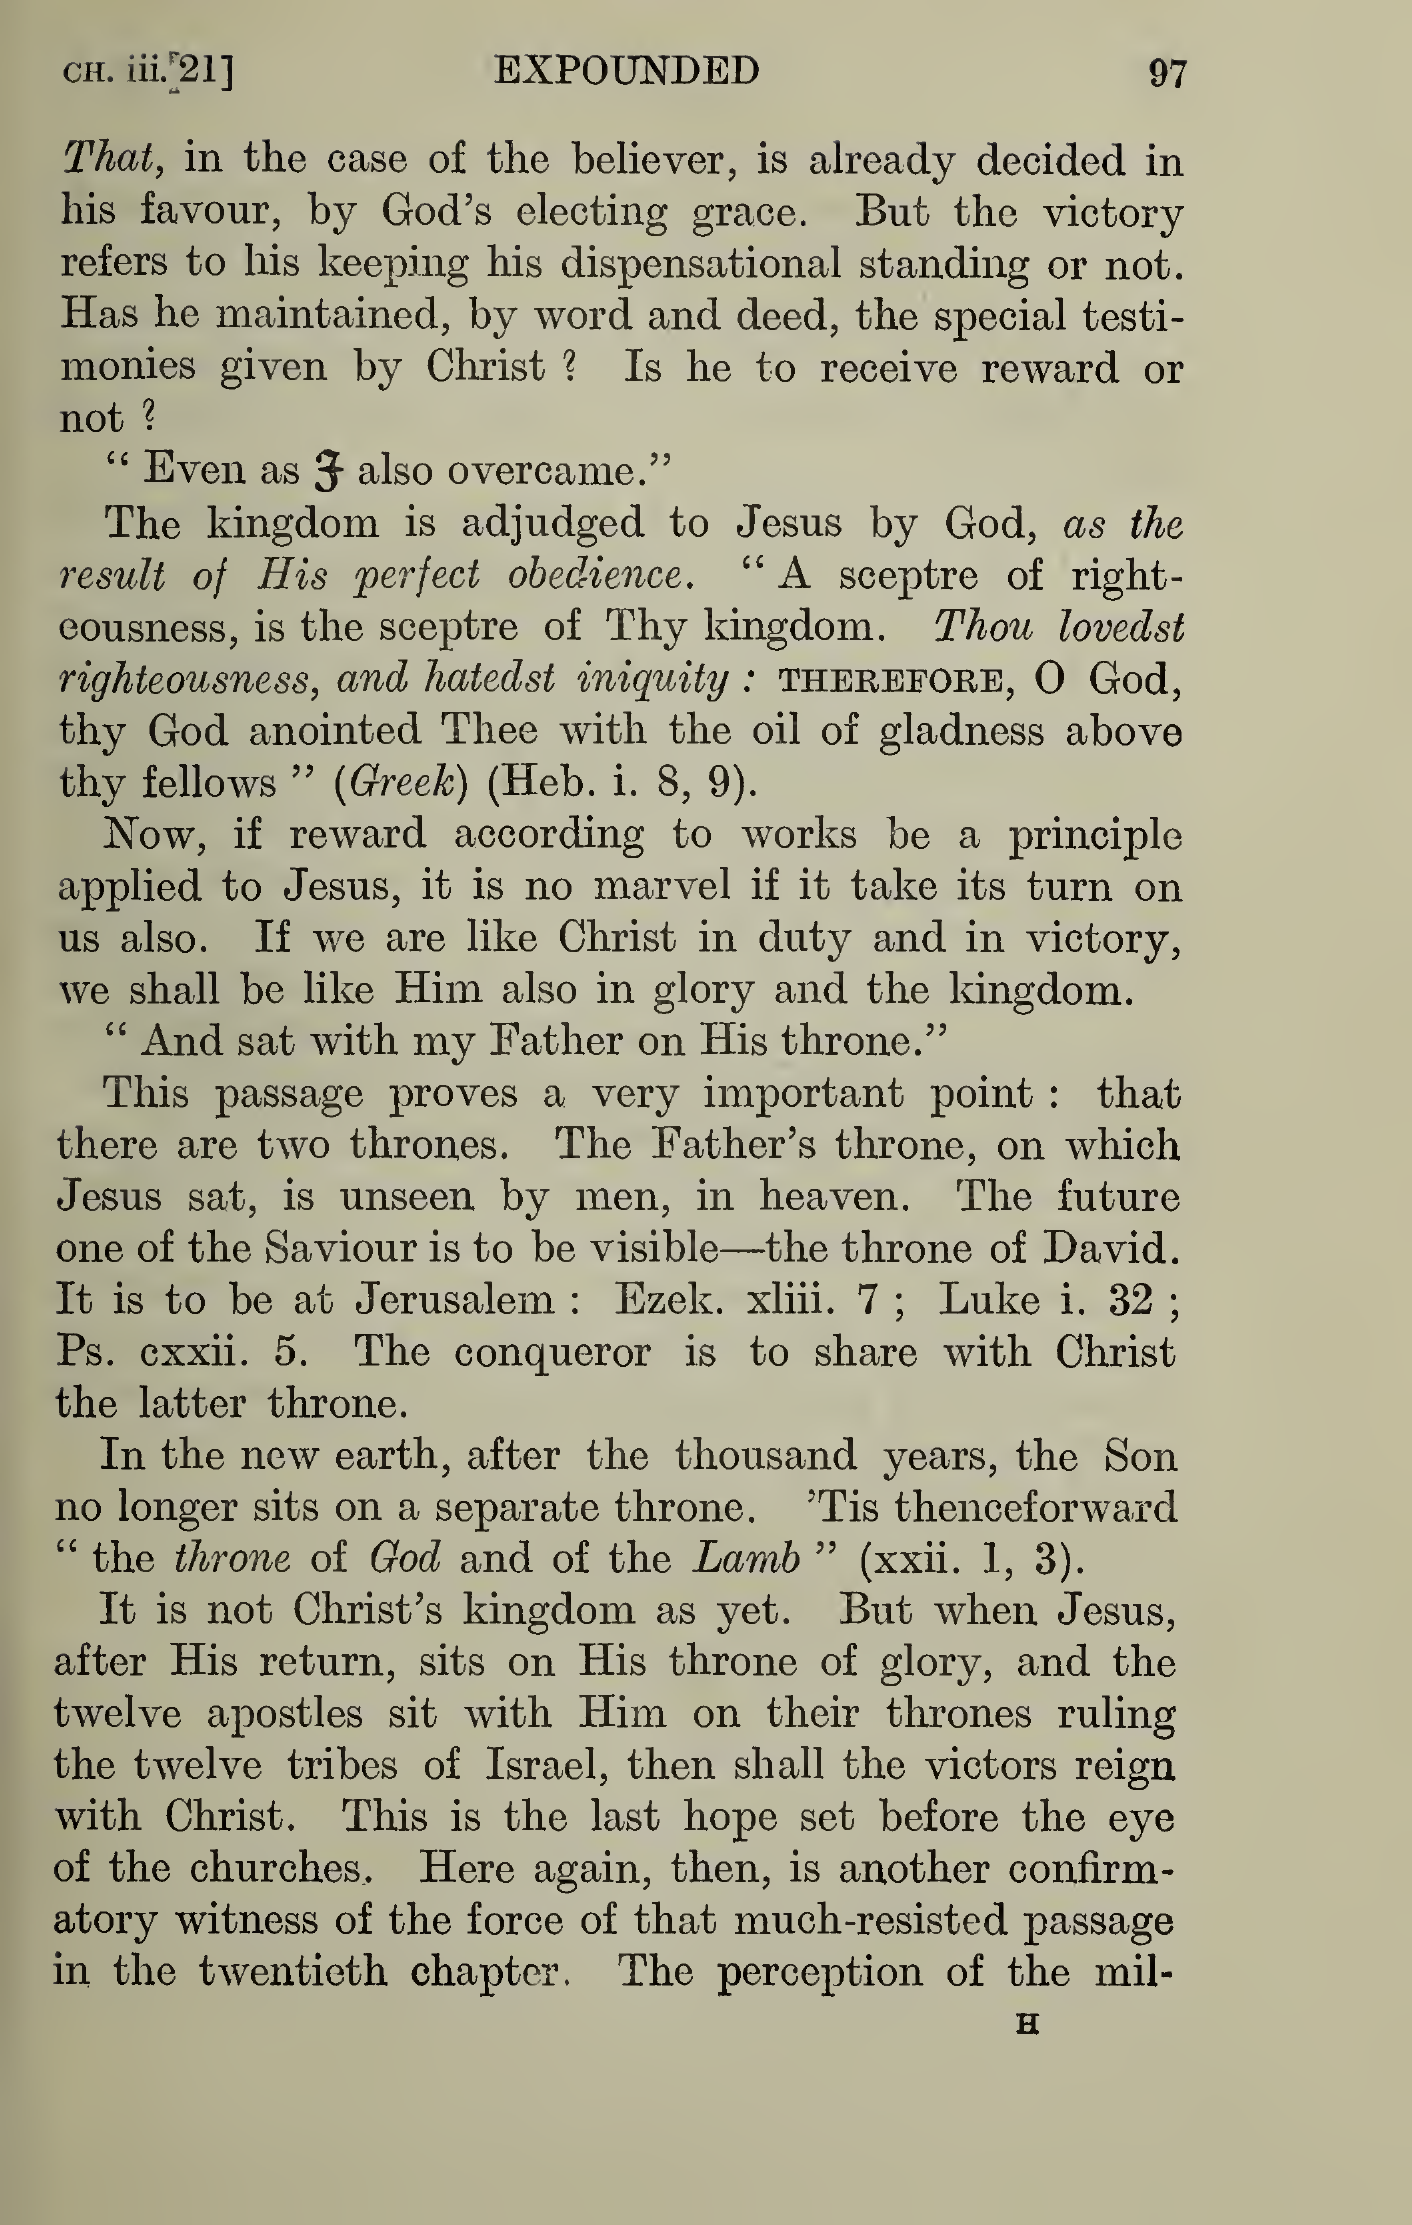 CH. iii. 21] EXPOUNDED 97
That, in the case of the believer, is already decided in
his favour, by God's electing grace. But the victory
refers to his keeping his dispensational standing or not.
Has he maintained, by word and deed, the special testi-
monies given by Christ ? Is he to receive reward or
not ?
" Even as I also overcame."
The kingdom is adjudged to Jesus by God, as the
result of His perfect obedience. " A sceptre of right-
eousness, is the sceptre of Thy kingdom. Thou lovedst
righteousness, and hatedst iniquity : THEREFORE, O God,
thy God anointed Thee with the oil of gladness above
thy fellows " (Greek) (Heb. i. 8, 9).
Now, if reward according to works be a principle
applied to Jesus, it is no marvel if it take its turn on
us also. If we are like Christ in duty and in victory,
we shall be like Him also in glory and the kingdom.
" And sat with my Father on His throne."
This passage proves a very important point : that
there are two thrones. The Father's throne, on which
Jesus sat, is unseen by men, in heaven. The future
one of the Saviour is to be visible—the throne of David.
It is to be at Jerusalem : Ezek. xliii. 7 ; Luke i. 32 ;
Ps. cxxii. 5. The conqueror is to share with Christ
the latter throne.
In the new earth, after the thousand years, the Son
no longer sits on a separate throne. 'Tis thenceforward
" the throne of God and of the Lamb " (xxii. 1, 3).
It is not Christ's kingdom as yet. But when Jesus,
after His return, sits on His throne of glory, and the
twelve apostles sit with Him on their thrones ruling
the twelve tribes of Israel, then shall the victors reign
with Christ. This is the last hope set before the eye
of the churches. Here again, then, is another confirm-
atory witness of the force of that much-resisted passage
in the twentieth chapter. The perception of the mil-
H